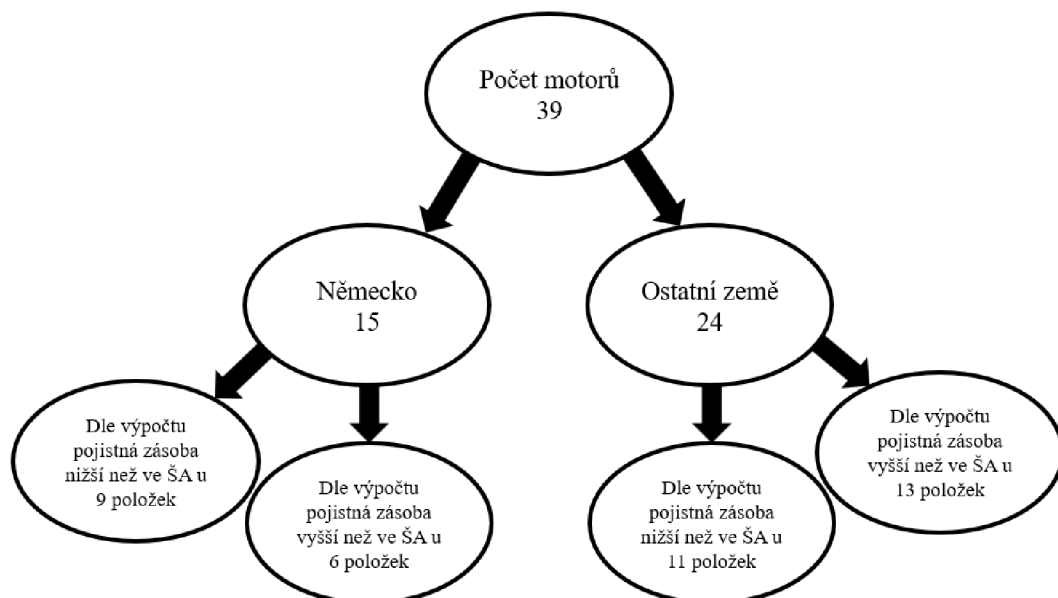 Počet motorů
39
Německo
15
Ostatní země
24
Dle výpočtu
pojistná zásoba
nižší než ve ŠA u
9 položek
Dle výpočtu
pojistná zásoba
vyšší než ve ŠA u
6 položek
Dle výpočtu
pojistná zásoba
nižší než ve ŠA u
11 položek
Dle výpočtu
pojistná zásoba
vyšší než ve ŠA u
13 položek